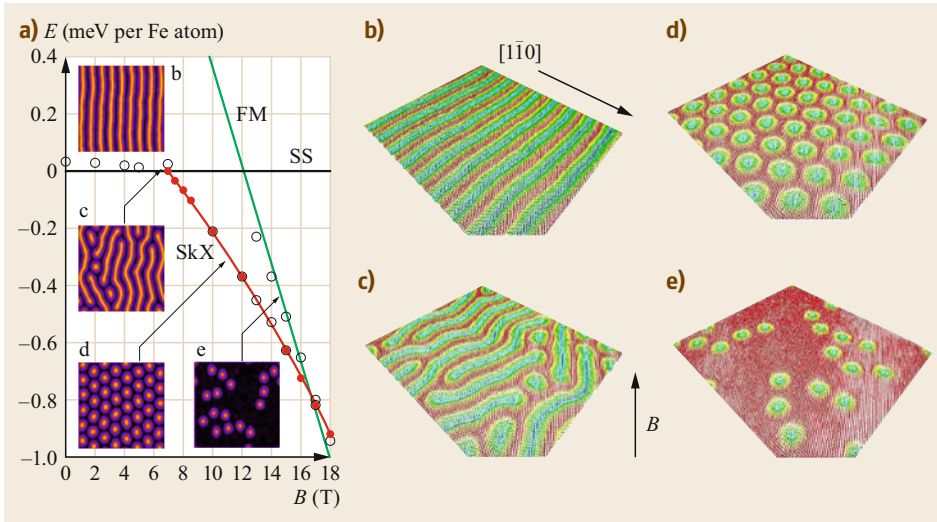 a) E (meV per Fe atom)
0.4
0.2
0
−0.2
−0.4
−0.6
−0.8
−1.0
0 2 4 6 8 10 12 14 16 18
B (T)
b
FM
SS
c
SkX
d
e
b)
[11̄0]
c)
B
d)
e)